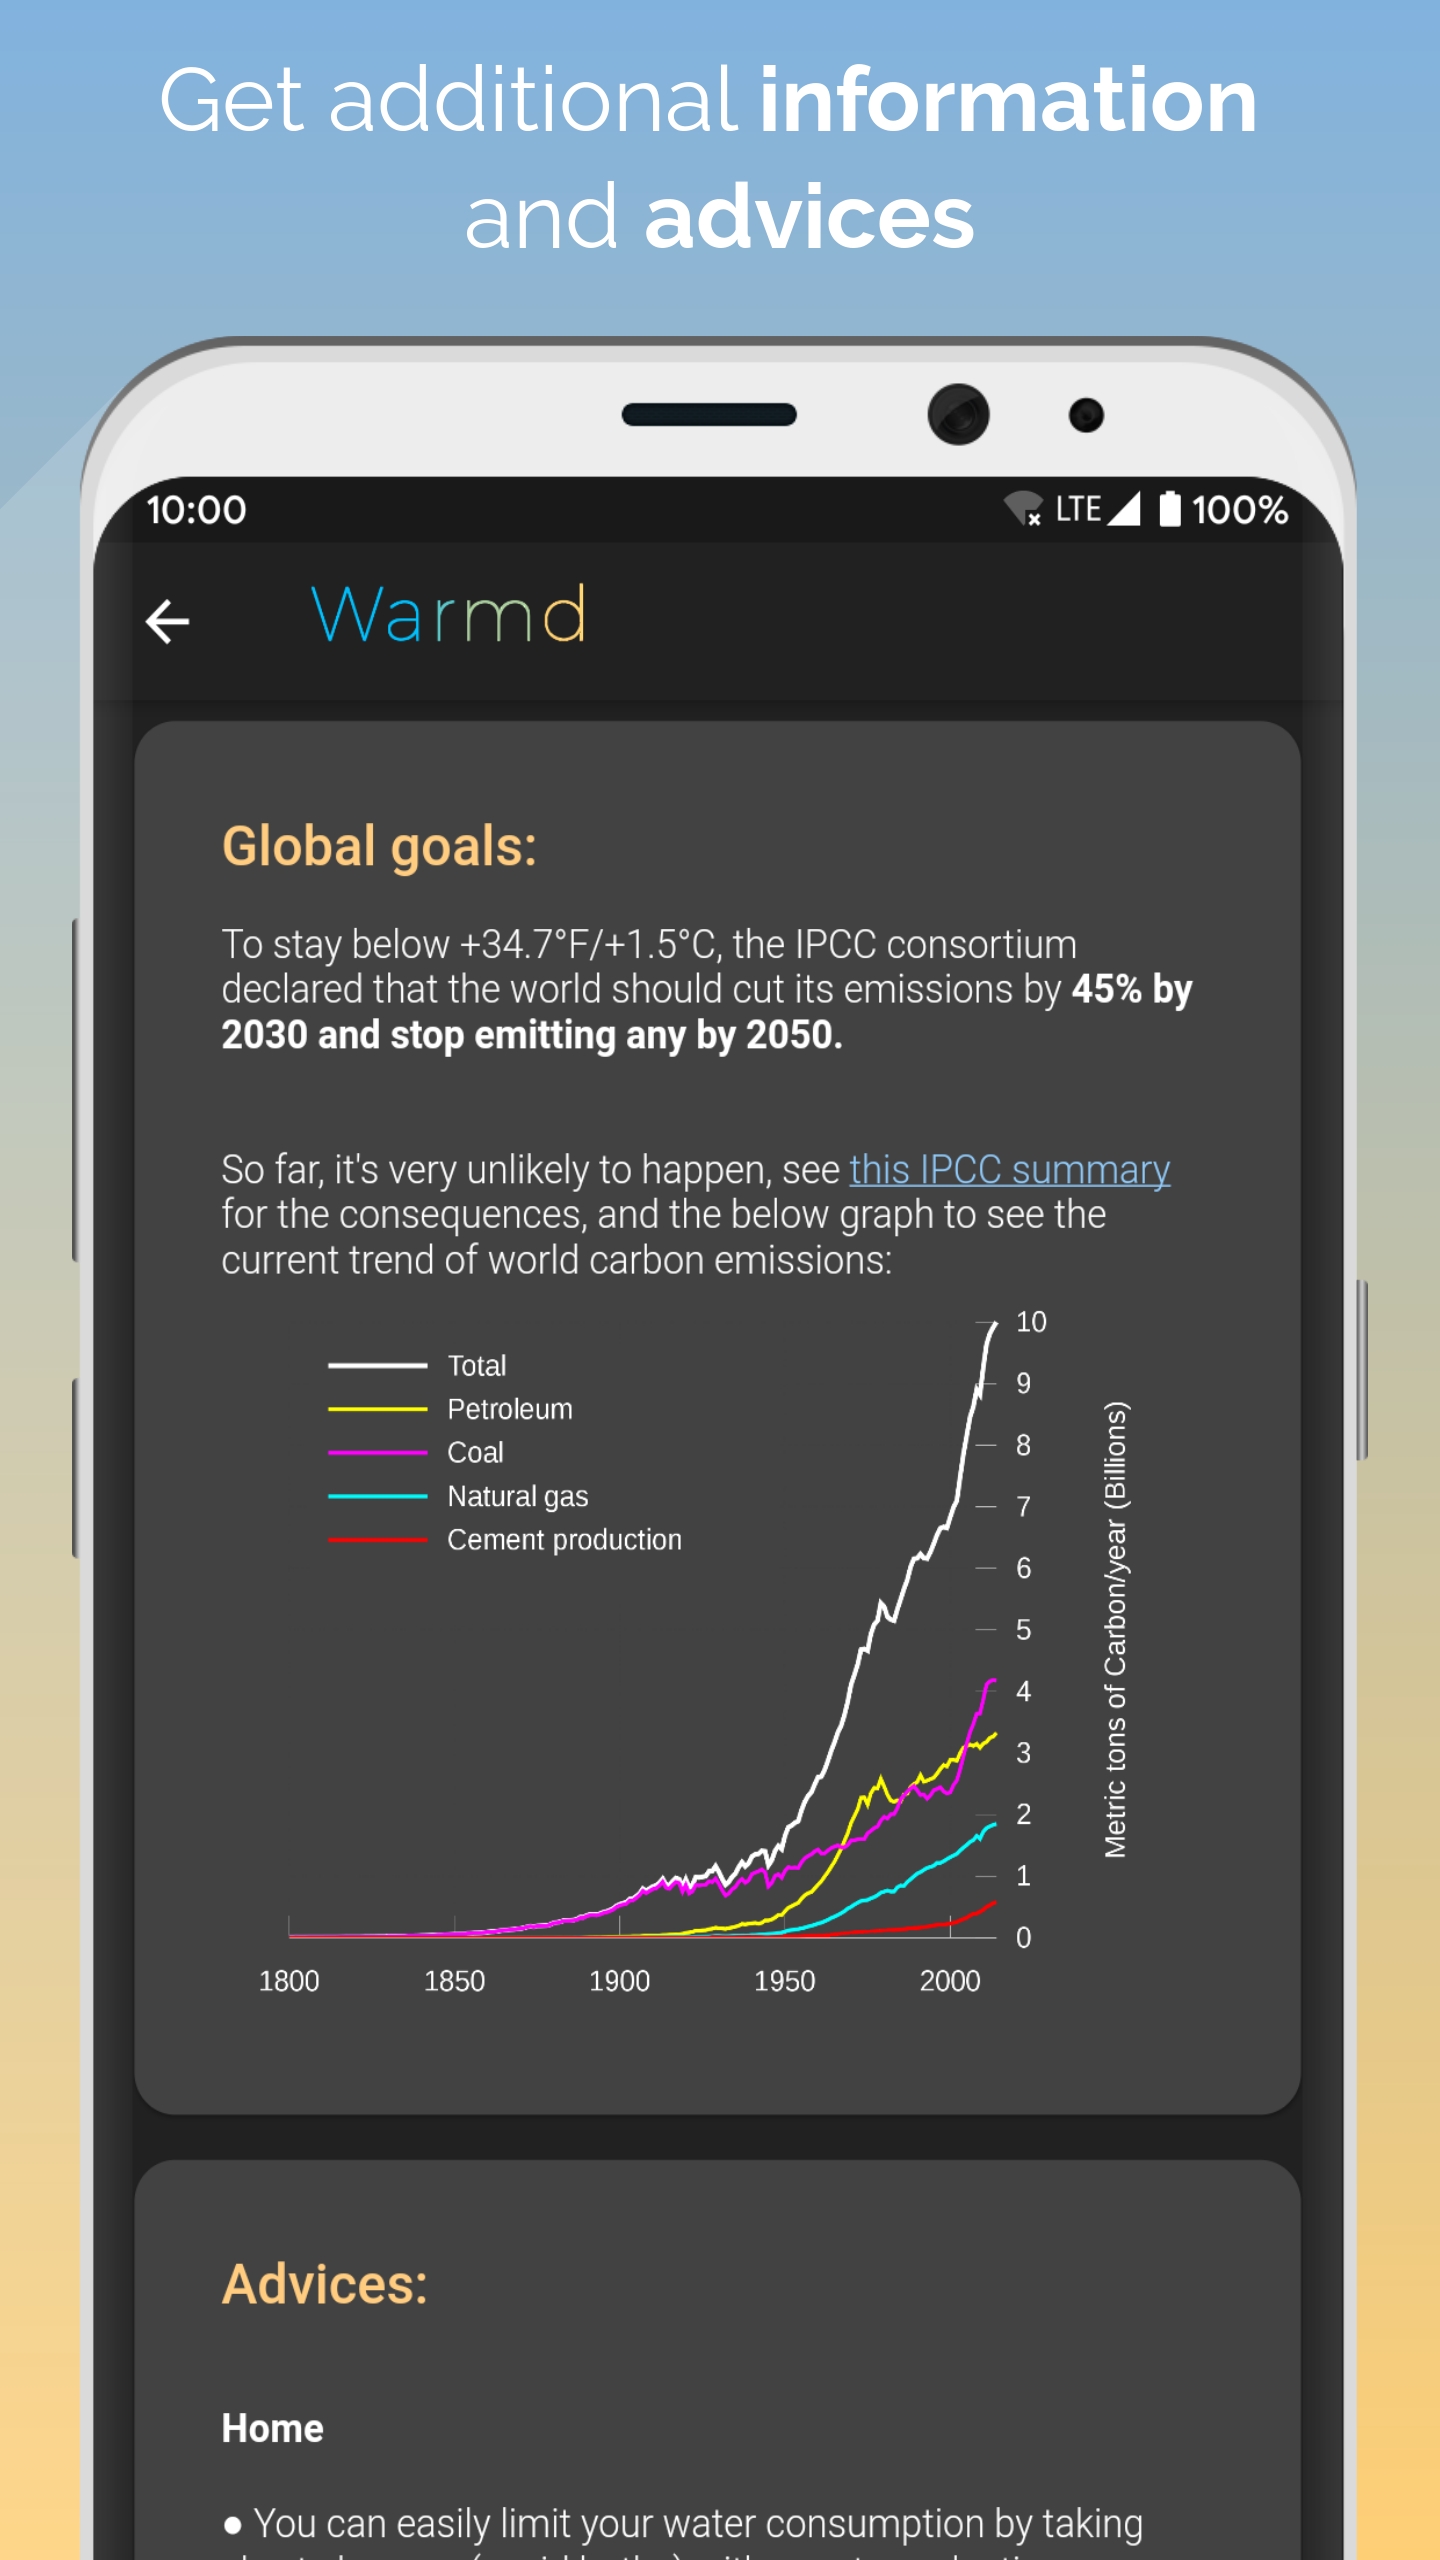 Get additional information
and advices
10:00
LTE 100%
Warmd
Global goals:
To stay below +34.7°F/+1.5°C, the IPCC consortium
declared that the world should cut its emissions by 45% by
2030 and stop emitting any by 2050.
So far, it's very unlikely to happen, see this IPCC summary
for the consequences, and the below graph to see the
current trend of world carbon emissions:
Total
Petroleum
Coal
Natural gas
Cement production
10
9
8
7
6
5
4
3
2
1
0
Metric tons of Carbon/year (Billions)
1800 1850 1900 1950 2000
Advices:
Home
● You can easily limit your water consumption by taking